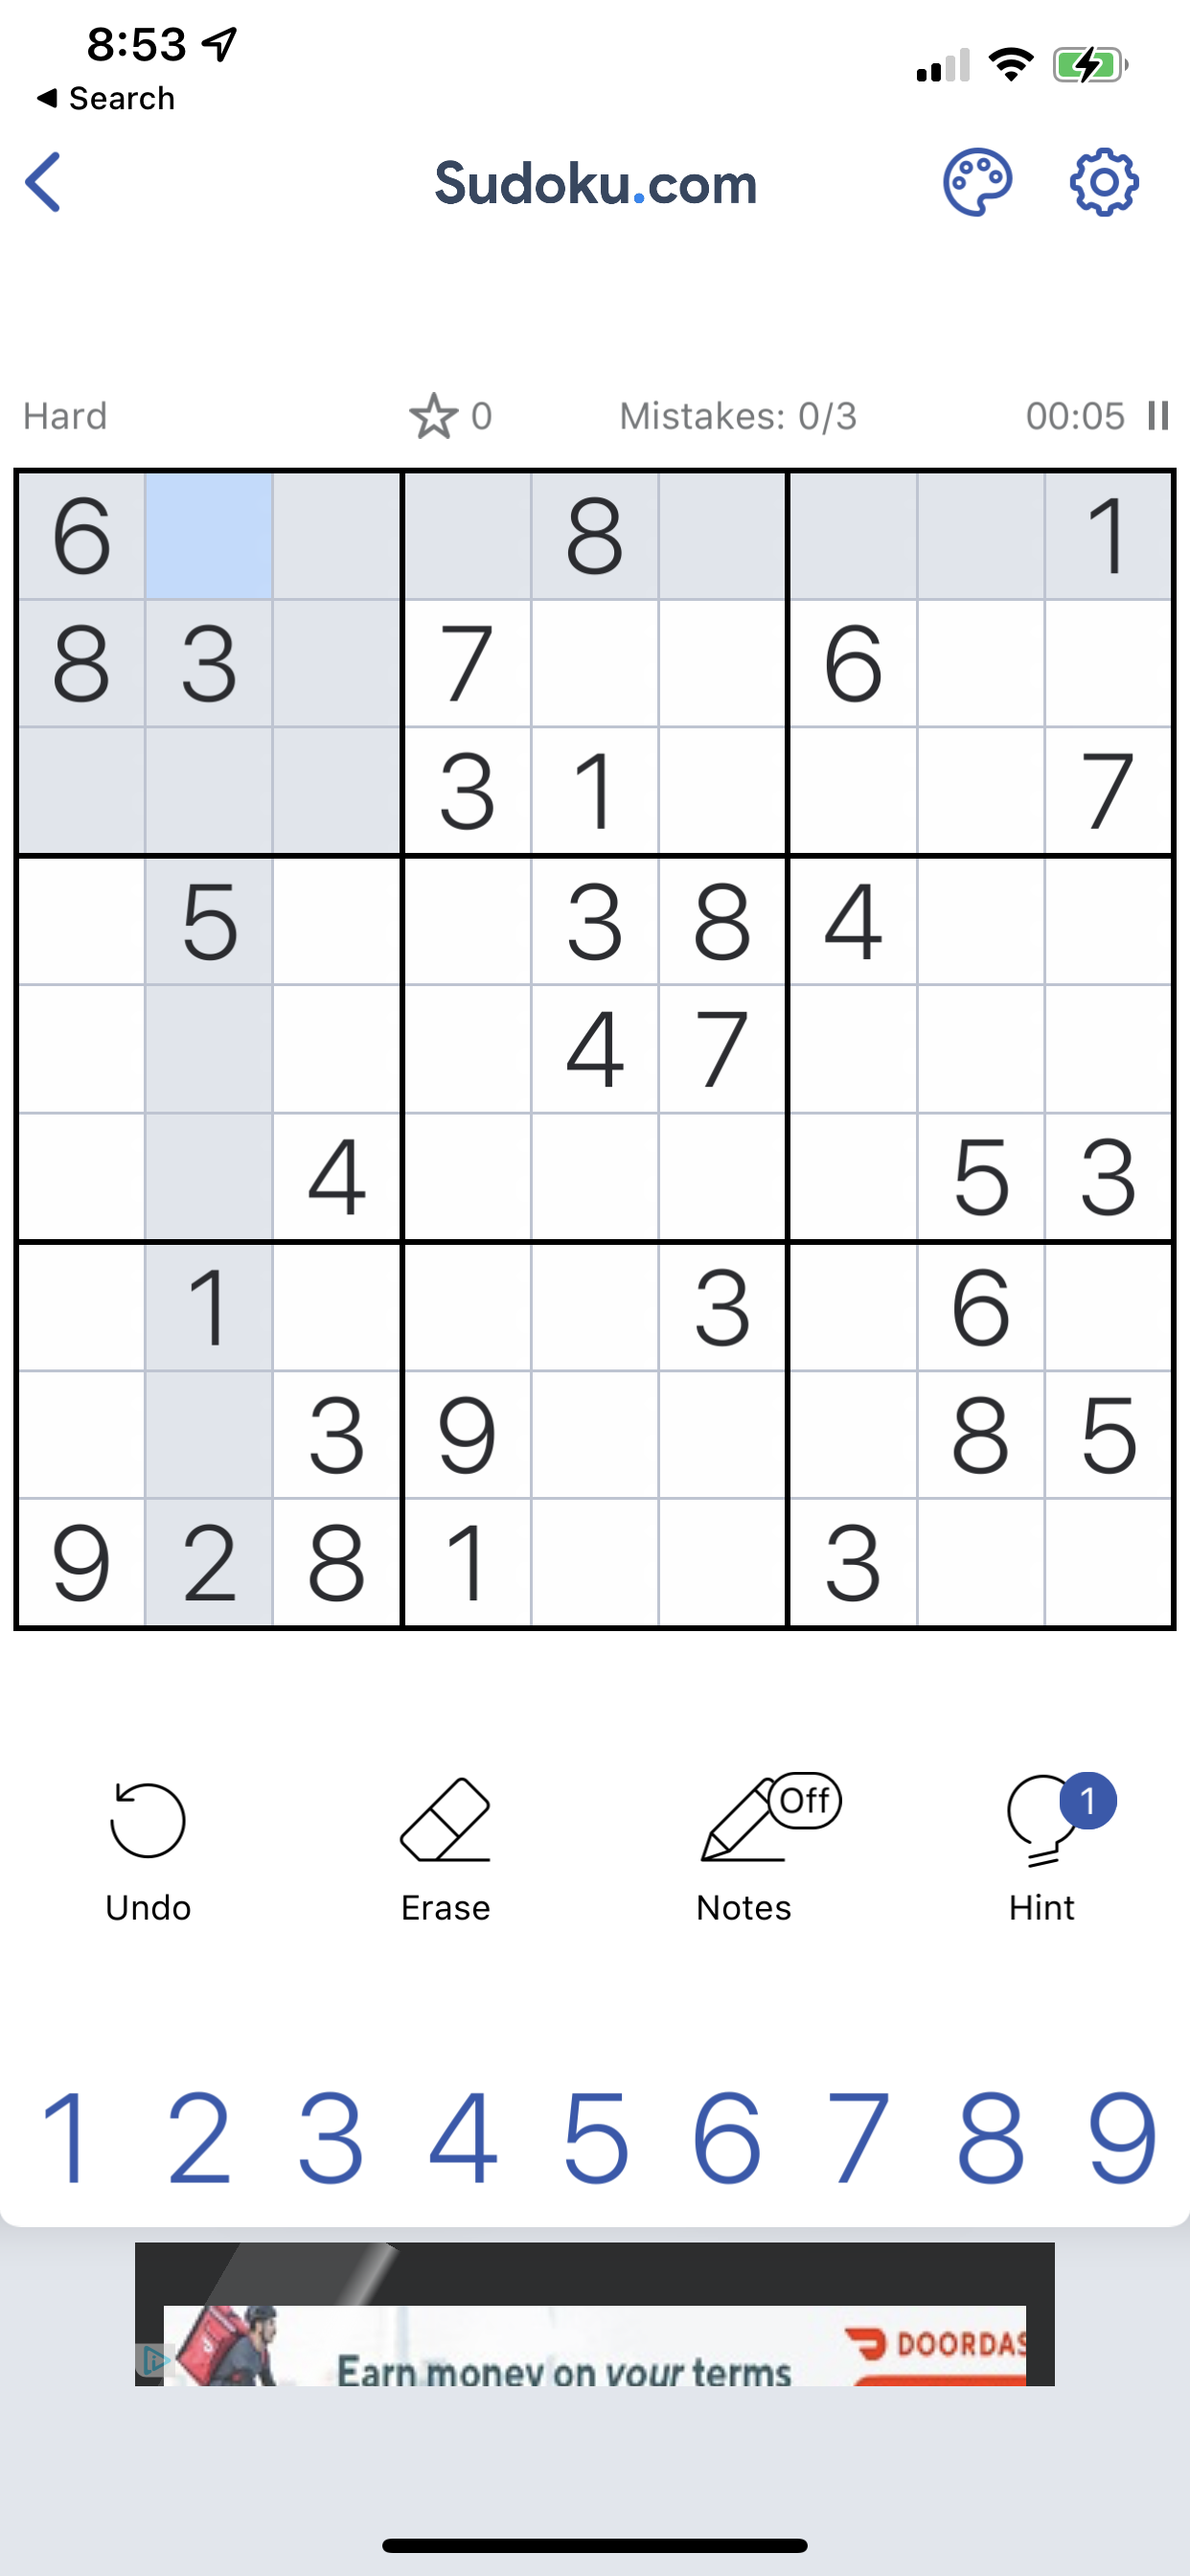 8:53
◀ Search
Sudoku.com
Hard 0 Mistakes: 0/3 00:05
6 8 1
8 3 7 6
3 1 7
5 3 8 4
4 7
4 5 3
1 3 6
3 9 8 5
9 2 8 1 3
Off 1
Undo Erase Notes Hint
1 2 3 4 5 6 7 8 9
Earn money on your terms
DOORDAS